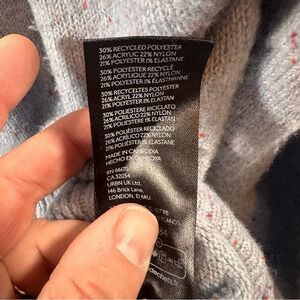 30% RECYCLED POLYESTER
26% ACRYLIC 22% NYLON
21% POLYESTER 1% ELASTANE
30% POLYESTER RECYCLÉ
26% ACRYLIQUE 22% NYLON
21% POLYESTER 1% ÉLASTHANNE
30% RECYCELTES POLYESTER
26% ACRYL 22% NYLON
21% POLYESTER 1% ELASTAN
30% POLIESTERE RICICLATO
26% ACRILICO 22% NYLON
21% POLIESTERE 1% ELASTAN
30% POLIÉSTER RECICLADO
26% ACRÍLICO 22% NYLON
21% POLIÉSTER 1% ELASTANO
MADE IN CAMBODIA
HECHO EN CAMBOYA
RN 6670
CA 32054
URBN UK Ltd.
146 Brick Lane,
LONDON, E1 6RU